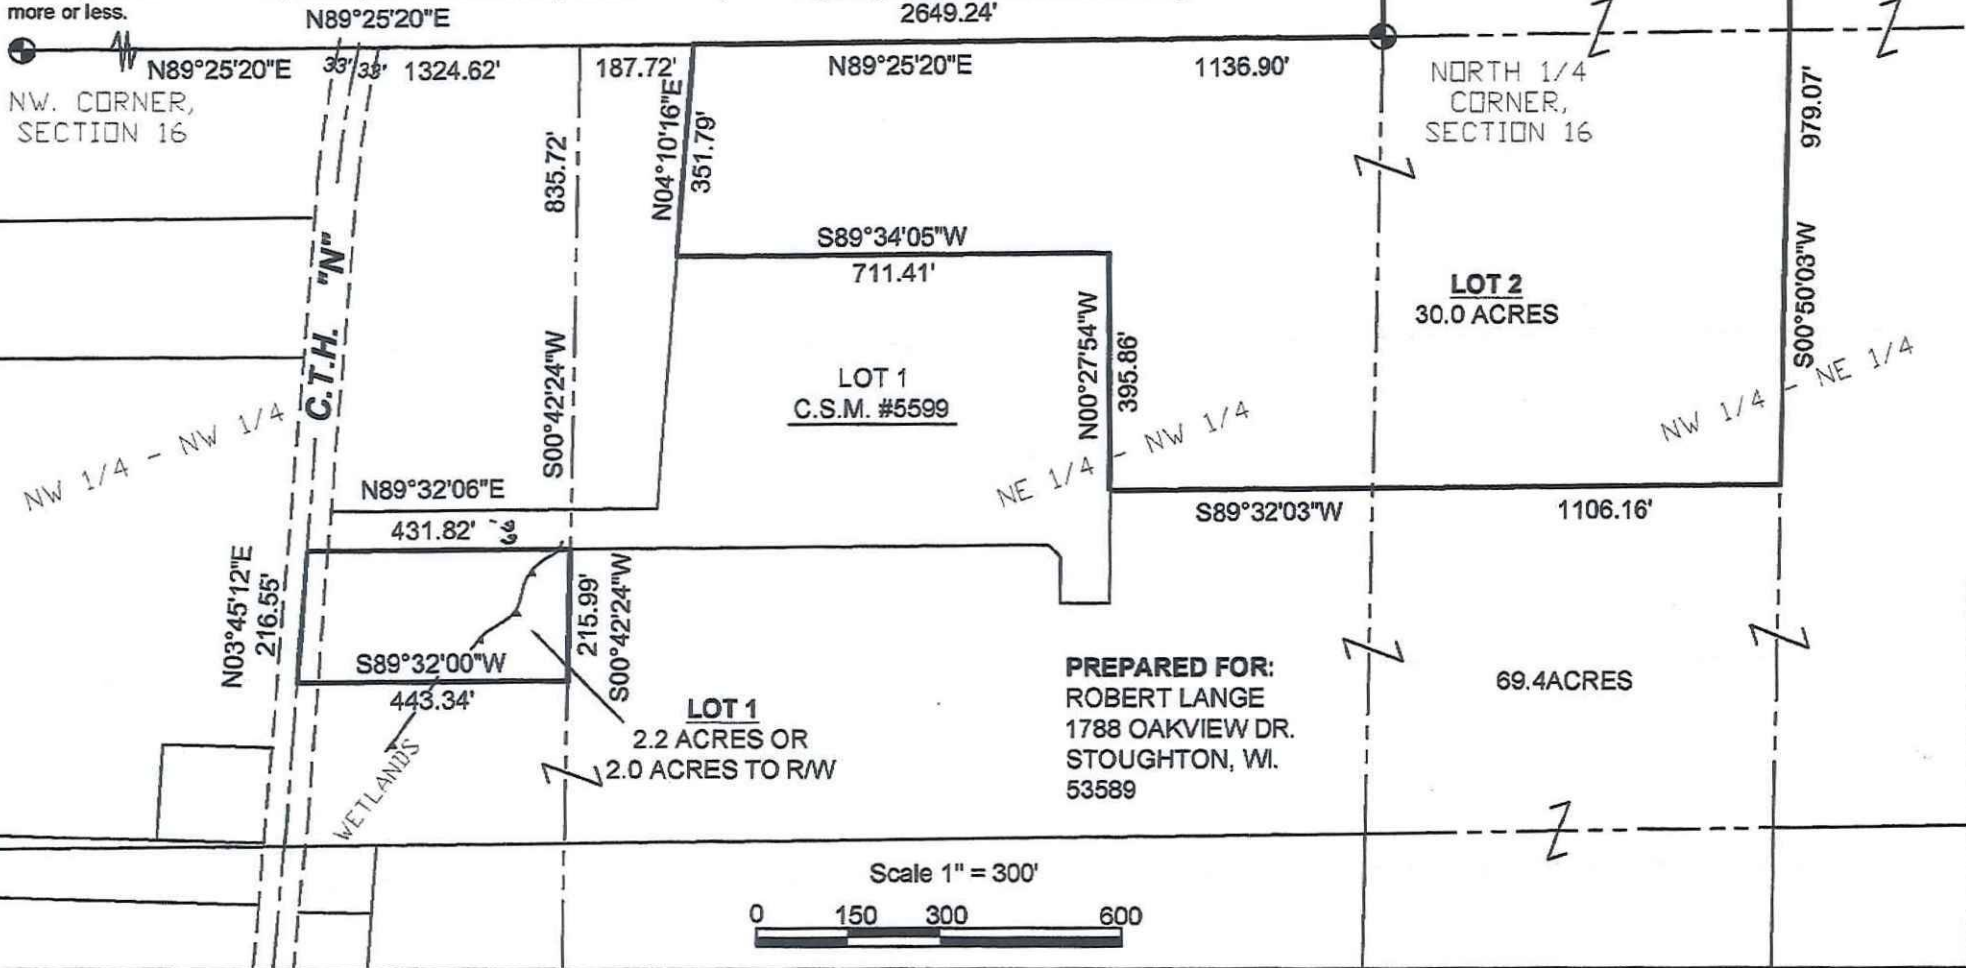 more or less.
N89°25'20"E
2649.24'
N89°25'20"E
33'
33'
1324.62'
187.72'
N89°25'20"E
1136.90'
NW. CORNER,
SECTION 16
NORTH 1/4
CORNER,
SECTION 16
979.07'
S00°50'03"W
835.72'
S00°42'24"W
N04°10'16"E
351.79'
C.T.H. "N"
S89°34'05"W
711.41'
LOT 1
C.S.M. #5599
N00°27'54"W
395.86'
LOT 2
30.0 ACRES
NW 1/4 - NW 1/4
NE 1/4 - NW 1/4
NW 1/4 - NE 1/4
N89°32'06"E
431.82'
66'
S89°32'03"W
1106.16'
N03°45'12"E
216.55'
215.99'
S00°42'24"W
S89°32'00"W
443.34'
LOT 1
2.2 ACRES OR
2.0 ACRES TO R/W
WETLANDS
PREPARED FOR:
ROBERT LANGE
1788 OAKVIEW DR.
STOUGHTON, WI.
53589
69.4ACRES
Scale 1" = 300'
0 150 300 600